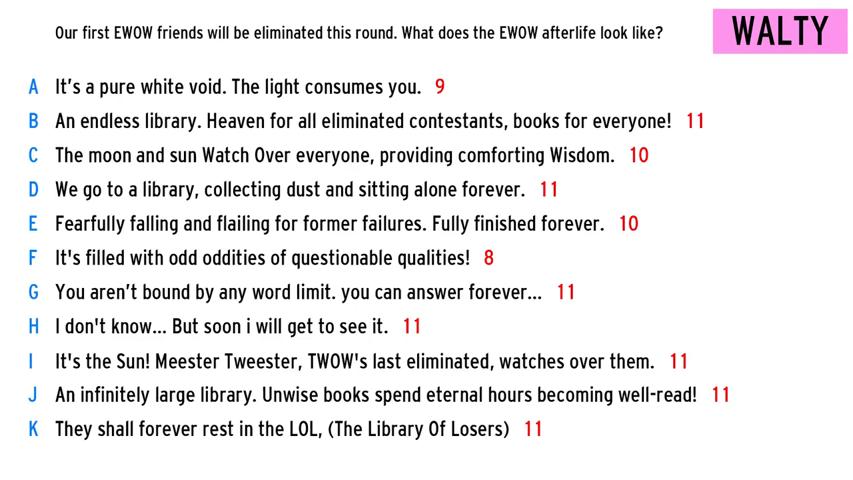 Our first EWOW friends will be eliminated this round. What does the EWOW afterlife look like?
WALTY
A It's a pure white void. The light consumes you. 9
B An endless library. Heaven for all eliminated contestants, books for everyone! 11
C The moon and sun Watch Over everyone, providing comforting Wisdom. 10
D We go to a library, collecting dust and sitting alone forever. 11
E Fearfully falling and flailing for former failures. Fully finished forever. 10
F It's filled with odd oddities of questionable qualities! 8
G You aren't bound by any word limit. you can answer forever... 11
H I don't know... But soon i will get to see it. 11
I It's the Sun! Meester Tweester, TWOW's last eliminated, watches over them. 11
J An infinitely large library. Unwise books spend eternal hours becoming well-read! 11
K They shall forever rest in the LOL, (The Library Of Losers) 11